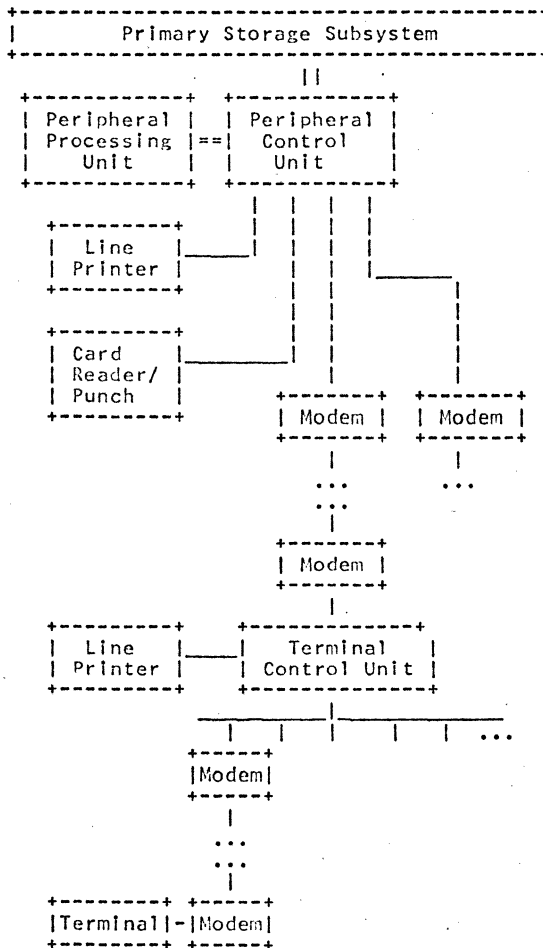 Primary Storage Subsystem
Peripheral Processing Unit
Peripheral Control Unit
Line Printer
Card Reader/ Punch
Modem
Modem
...
...
...
Modem
Line Printer
Terminal Control Unit
...
Modem
...
...
Terminal
Modem